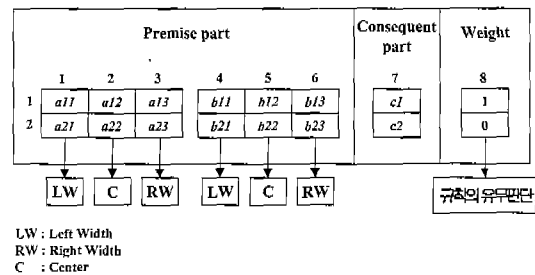 Premise part Consequent part Weight
1 2 3 4 5 6 7 8
1 a11 a12 a13 b11 b12 b13 c1 1
2 a21 a22 a23 b21 b22 b23 c2 0
LW C RW LW C RW 규칙의 유무판단
LW : Left Width
RW : Right Width
C : Center